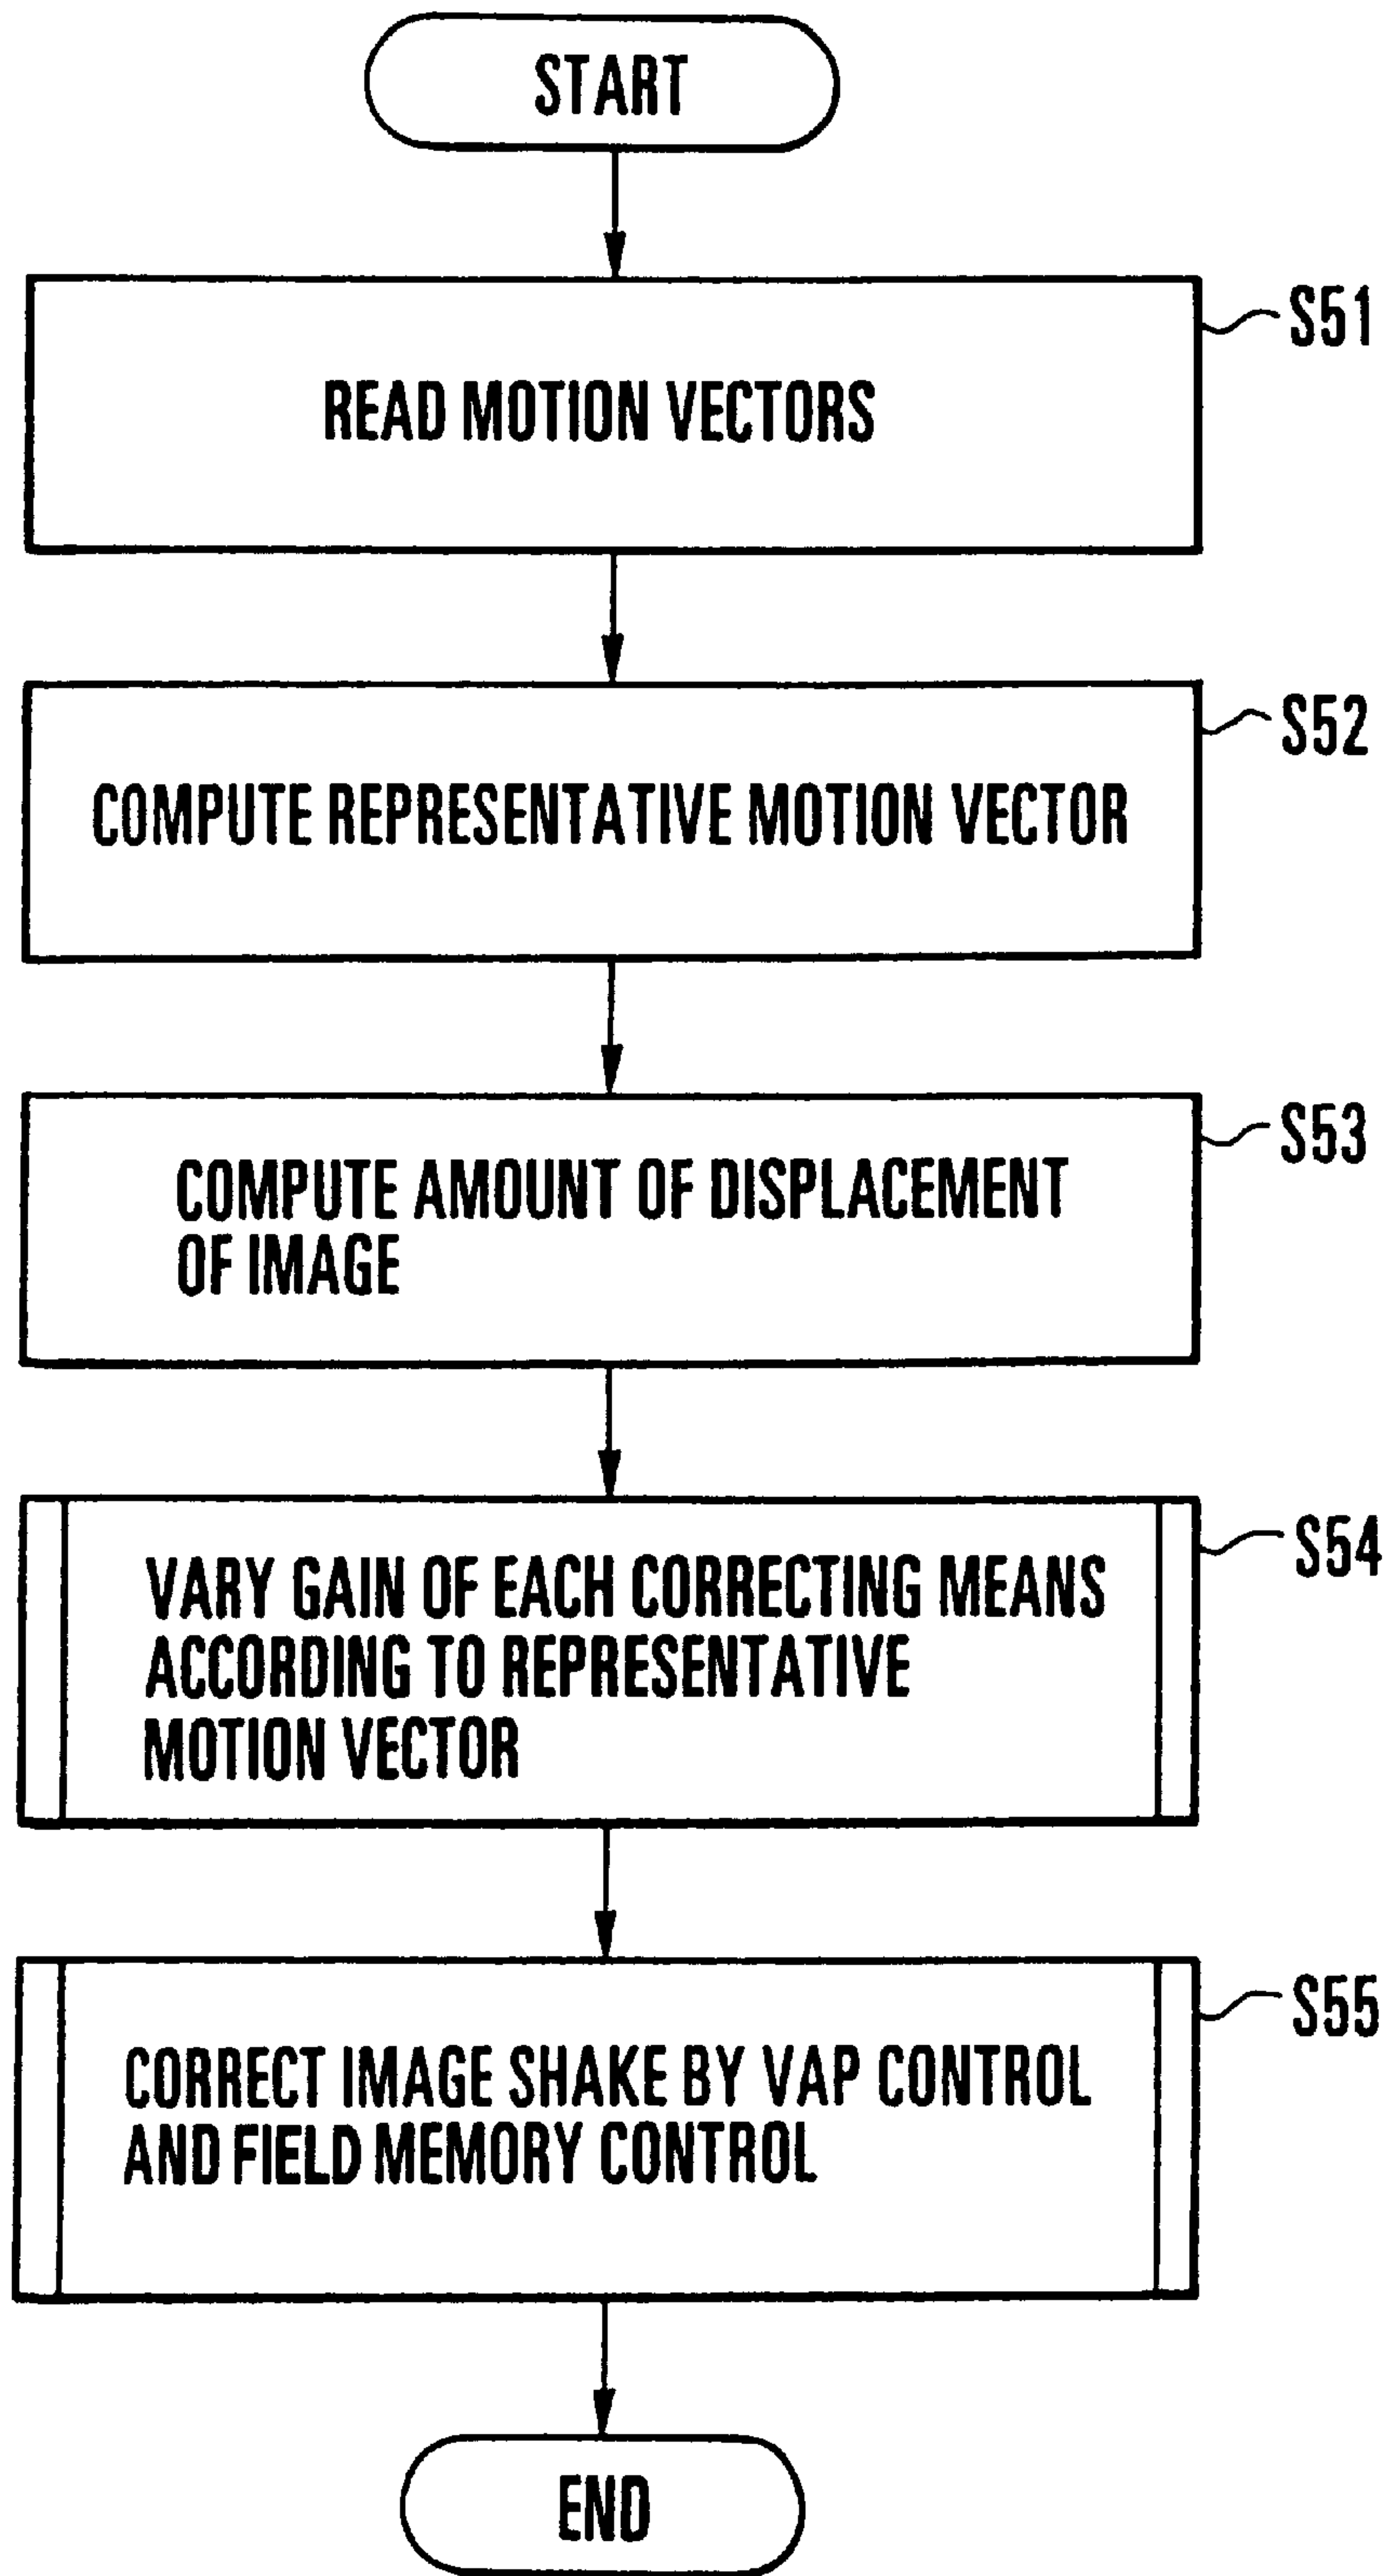 START
S51
READ MOTION VECTORS
S52
COMPUTE REPRESENTATIVE MOTION VECTOR
S53
COMPUTE AMOUNT OF DISPLACEMENT
OF IMAGE
S54
VARY GAIN OF EACH CORRECTING MEANS
ACCORDING TO REPRESENTATIVE
MOTION VECTOR
S55
CORRECT IMAGE SHAKE BY VAP CONTROL
AND FIELD MEMORY CONTROL
END